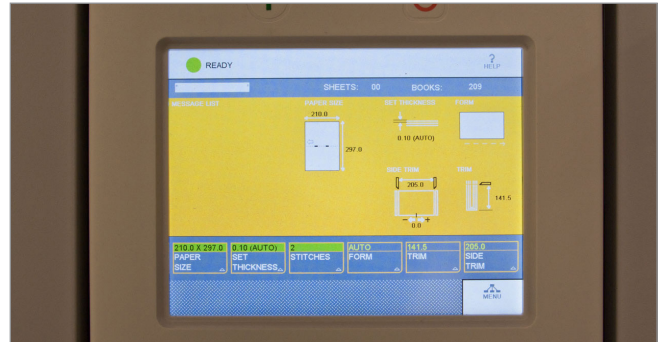 READY
?
HELP
SHEETS: 00 BOOKS: 209
MESSAGE LIST
PAPER SIZE
210.0
297.0
SET THICKNESS
0.10 (AUTO)
FORM
SIDE TRIM
205.0
- +
0.0
TRIM
141.5
210.0 X 297.0
PAPER
SIZE
0.10 (AUTO)
SET
THICKNESS
2
STITCHES
AUTO
FORM
141.5
TRIM
205.0
SIDE
TRIM
MENU